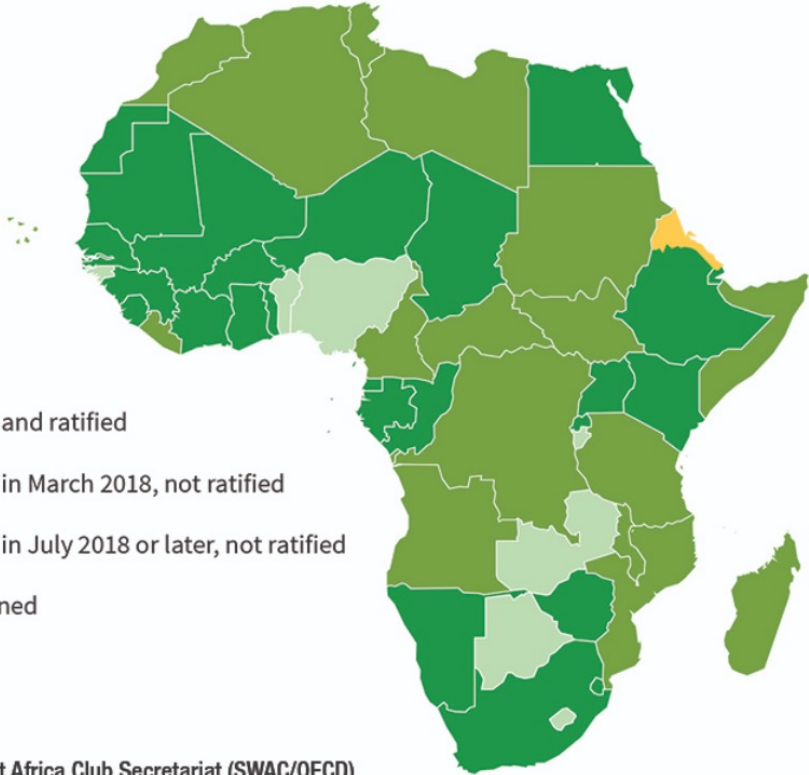 and ratified
in March 2018, not ratified
in July 2018 or later, not ratified
Africa Club Secretariat (SWAC/OECD)